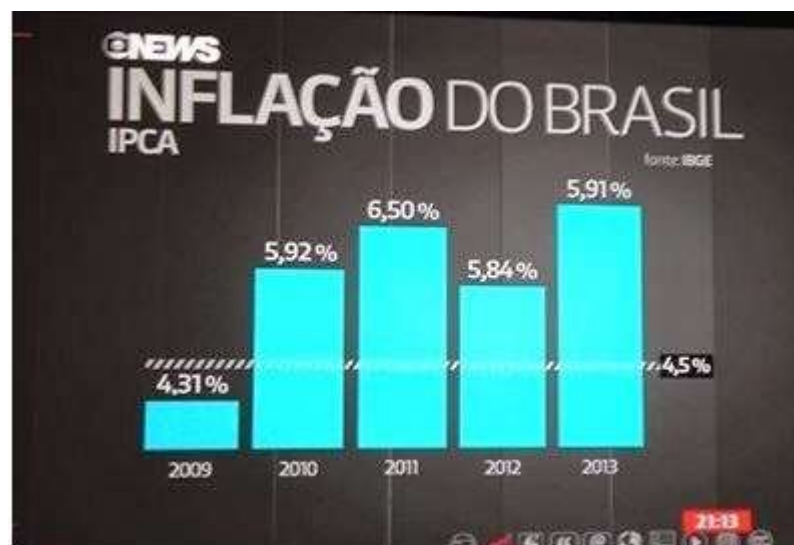 GNEWS
INFLAÇÃO DO BRASIL
IPCA
fonte: IBGE
5,91%
6,50%
5,92%
5,84%
4,5%
4,31%
2009 2010 2011 2012 2013
21:13